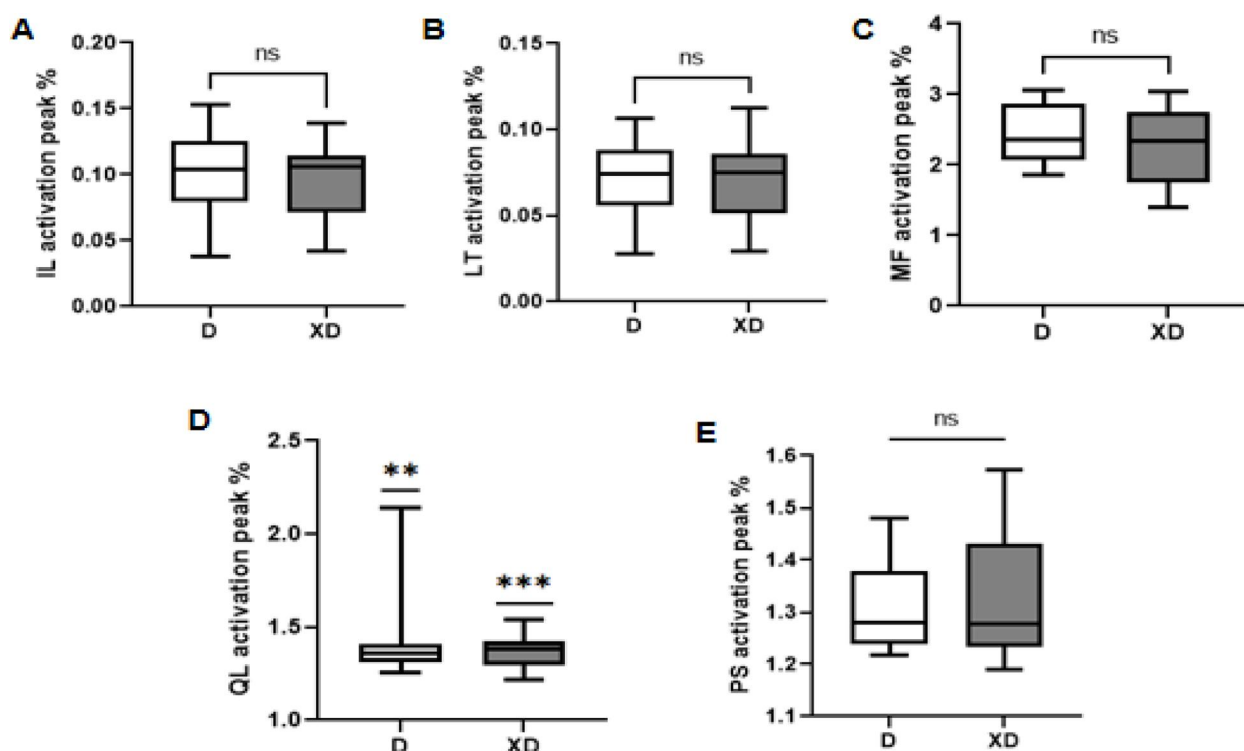 A
IL activation peak %
0.20
0.15
0.10
0.05
0.00
ns
D
XD
B
LT activation peak %
0.15
0.10
0.05
0.00
ns
D
XD
C
MF activation peak %
4
3
2
1
0
ns
D
XD
D
QL activation peak %
2.5
2.0
1.5
1.0
**
***
D
XD
E
PS activation peak %
1.6
1.5
1.4
1.3
1.2
1.1
ns
D
XD